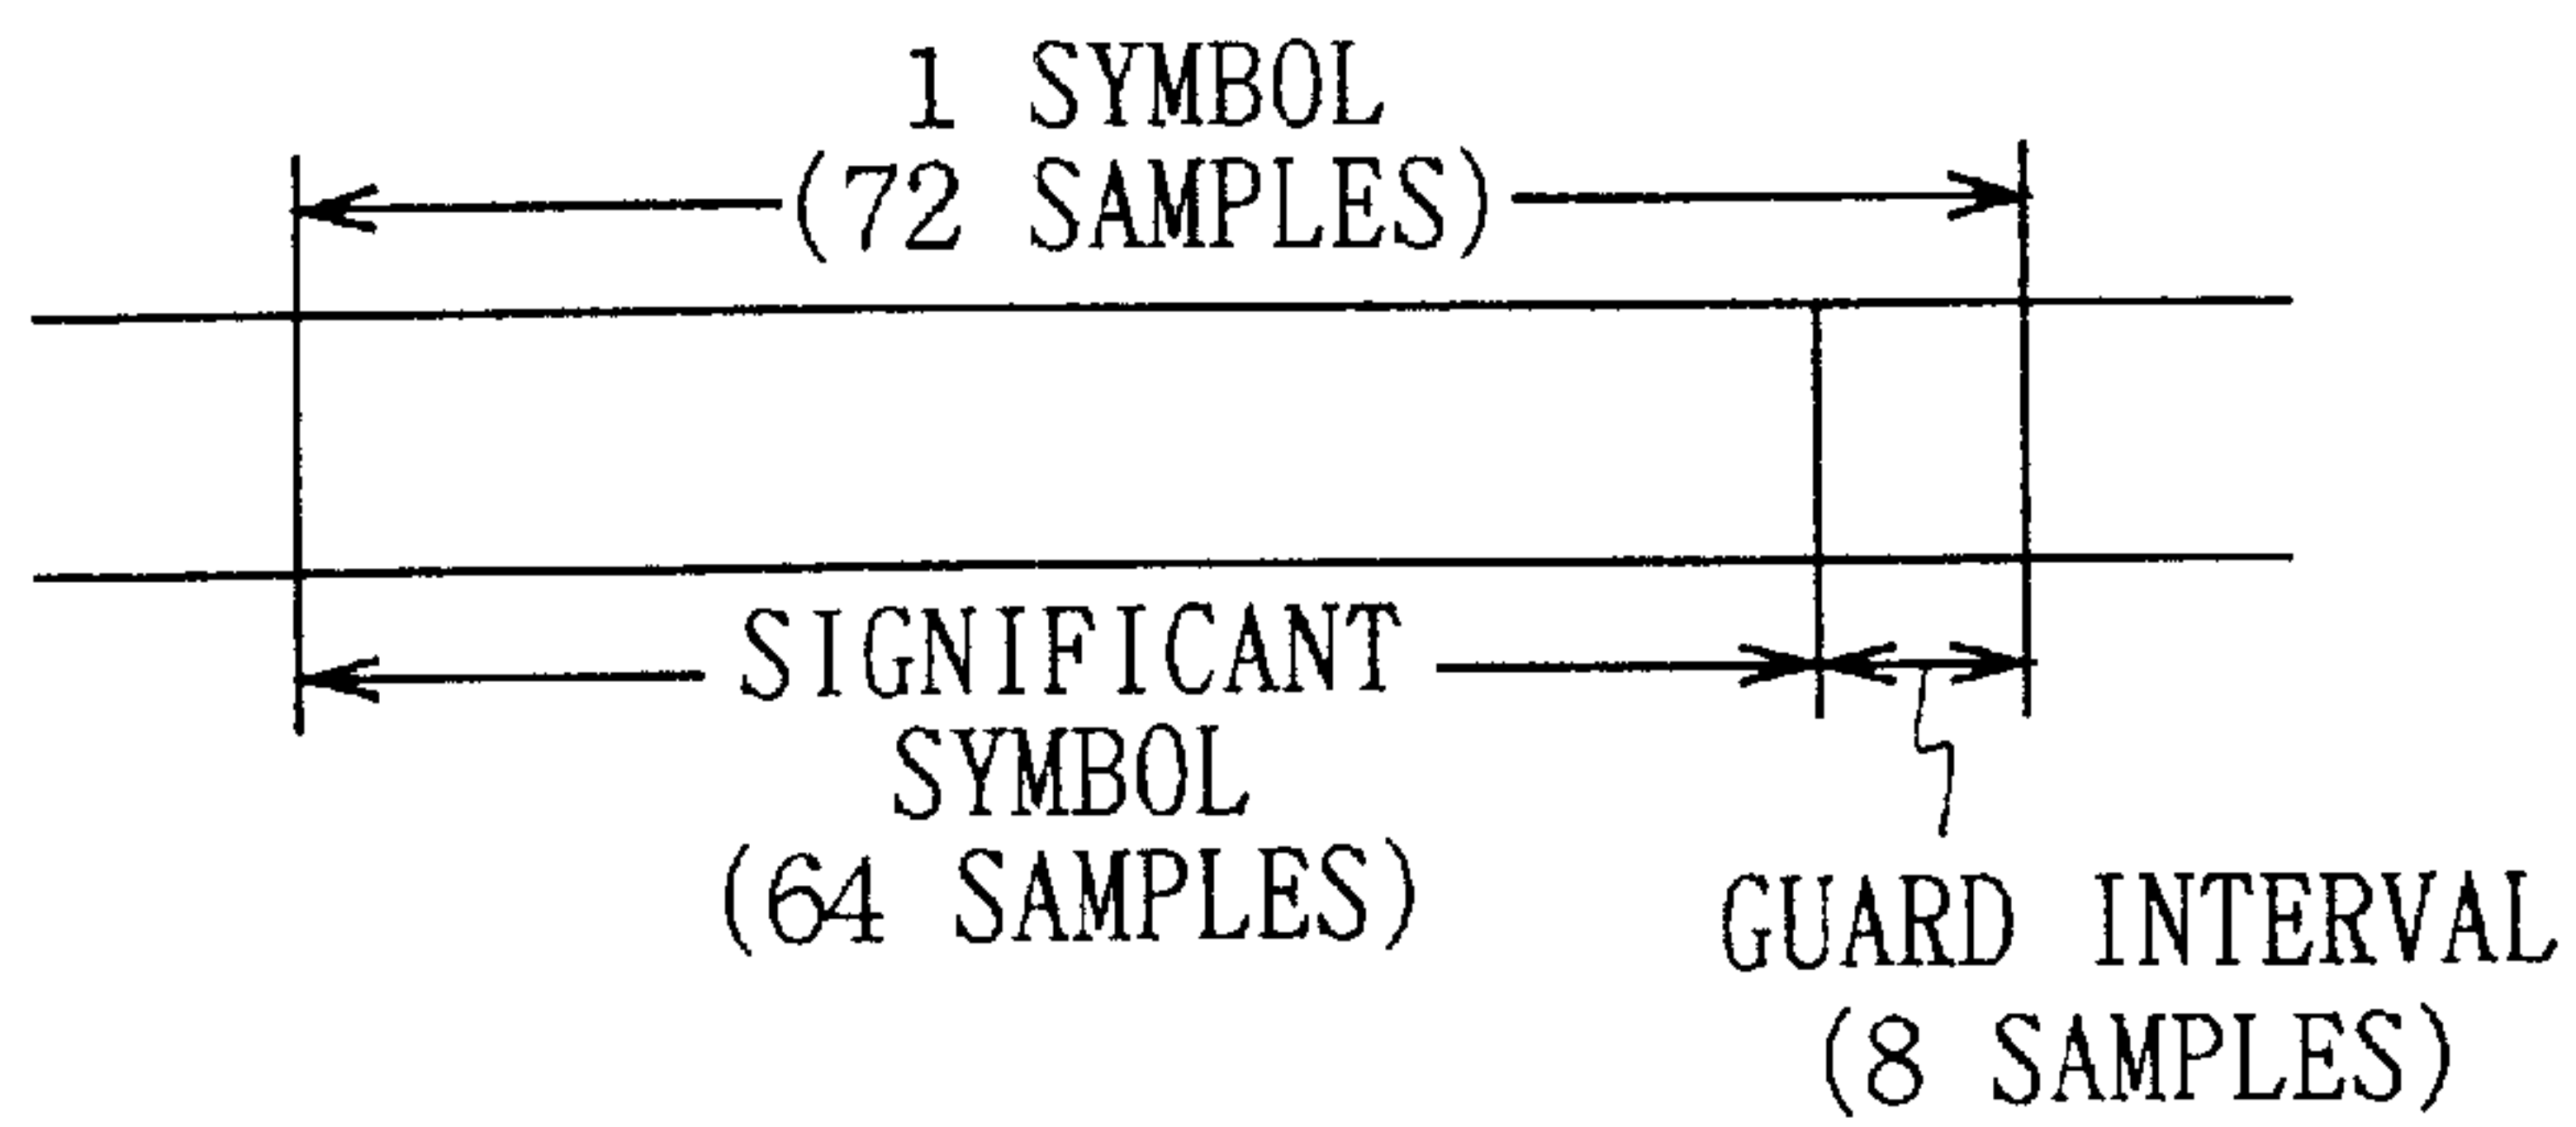 1 SYMBOL
(72 SAMPLES)
SIGNIFICANT
SYMBOL
(64 SAMPLES)
GUARD INTERVAL
(8 SAMPLES)